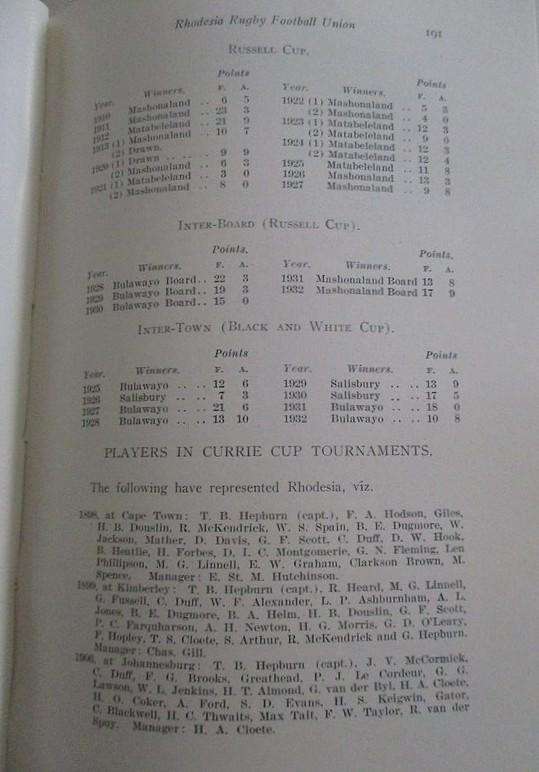 Rhodesia Rugby Football Union 191
RUSSELL CUP.
Points Points
Year. Winners. F. A. Year. Winners. F. A.
1910 Mashonaland .. 6 5 1922 (1) Mashonaland .. 5 3
1911 Mashonaland .. 23 3 (2) Mashonaland .. 4 0
1912 Matabeleland .. 21 9 1923 (1) Matabeleland .. 12 3
1913 (1) Mashonaland .. 10 7 (2) Matabeleland .. 9 0
(2) Drawn. 1924 (1) Matabeleland .. 12 3
1920 (1) Drawn .. .. .. 9 9 (2) Matabeleland .. 12 4
(2) Mashonaland .. 6 3 1925 Matabeleland .. 11 8
1921 (1) Matabeleland .. 3 0 1926 Mashonaland .. 13 3
(2) Mashonaland .. 8 0 1927 Mashonaland .. 9 8
INTER-BOARD (RUSSELL CUP).
Points. Points.
Year. Winners. F. A. Year. Winners. F. A.
1928 Bulawayo Board.. 22 3 1931 Mashonaland Board 13 8
1929 Bulawayo Board.. 19 3 1932 Mashonaland Board 17 9
1930 Bulawayo Board.. 15 0
INTER-TOWN (BLACK AND WHITE CUP).
Points Points
Year. Winners. F. A. Year. Winners. F. A.
1925 Bulawayo .. .. .. 12 6 1929 Salisbury .. .. .. 13 9
1926 Salisbury .. .. .. 7 3 1930 Salisbury .. .. .. 17 5
1927 Bulawayo .. .. .. 21 6 1931 Bulawayo .. .. .. 18 0
1928 Bulawayo .. .. .. 13 10 1932 Bulawayo .. .. .. 10 8
PLAYERS IN CURRIE CUP TOURNAMENTS.
The following have represented Rhodesia, viz.
1898, at Cape Town: T. B. Hepburn (capt.), F. A. Hodson, Giles,
H. B. Douslin, R. McKendrick, W. S. Spain, B. E. Dugmore, W.
Jackson, Mather, D. Davis, G. F. Scott, C. Duff, D. W. Hook,
B. Hentile, H. Forbes, D. I. C. Montgomerie, G. N. Fleming, Len
Phillipson, M. G. Linnell, E. W. Graham, Clarkson Brown, M.
Spence. Manager: E. St. M. Hutchinson.
1899, at Kimberley: T. B. Hepburn (capt.), R. Heard, M. G. Linnell,
G. Fussell, C. Duff, W. F. Alexander, L. P. Ashburnham, A. L.
Jones, B. E. Dugmore, B. A. Helm, H. B. Douslin, G. F. Scott,
P. C. Farquharson, A. H. Newton, H. G. Morris, G. D. O'Leary,
F. Hopley, T. S. Cloete, S. Arthur, R. McKendrick and G. Hepburn.
Manager: Chas. Gill.
1906, at Johannesburg: T. B. Hepburn (capt.), J. V. McCormick,
C. Duff, F. G. Brooks, Greathead, P. J. Le Cordeur, G. G.
Lawson, W. L. Jenkins, H. T. Almond, G. van der Byl, H. A. Cloete,
H. O. Coker, A. Ford, S. D. Evans, H. S. Keigwin, Gator,
C. Blackwell, H. C. Thwaits, Max Tait, F. W. Taylor, R. van der
Spuy. Manager: H. A. Cloete.